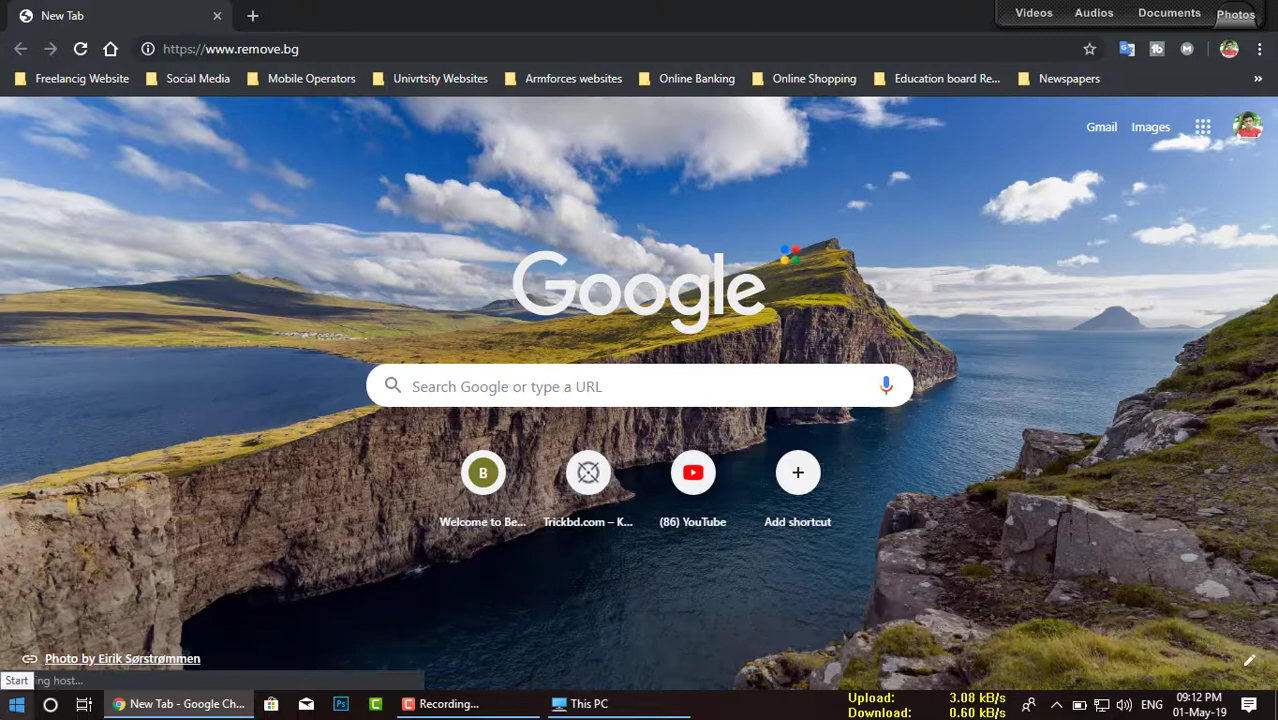 New Tab
Videos Audios Documents Photos
https://www.remove.bg
Freelancig Website Social Media Mobile Operators Univrtsity Websites Armforces websites Online Banking Online Shopping Education board Re... Newspapers »
Gmail Images
Google
Search Google or type a URL
B
Welcome to Be... Trickbd.com – K... (86) YouTube Add shortcut
Photo by Eirik Sørstrømmen
Start ng host...
New Tab - Google Ch... Ps C C Recording... This PC
Upload: 3.08 kB/s
Download: 0.60 kB/s
ENG
09:12 PM
01-May-19